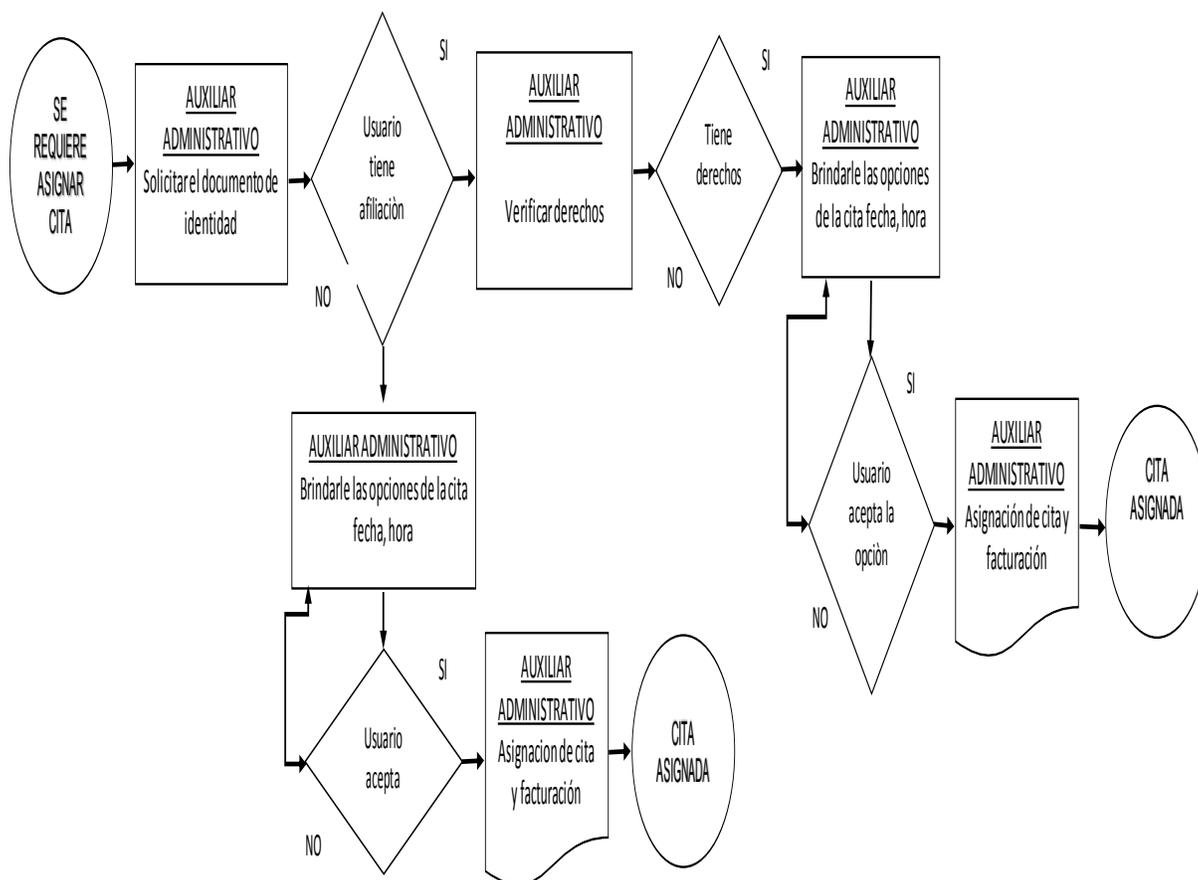 SE
REQUIERE
ASIGNAR
CITA
AUXILIAR
ADMINISTRATIVO
Solicitar el documento de
identidad
Usuario
tiene
afiliaciòn
SI
NO
AUXILIAR
ADMINISTRATIVO
Verificar derechos
Tiene
derechos
SI
NO
AUXILIAR
ADMINISTRATIVO
Brindarle las opciones
de la cita fecha, hora
Usuario
acepta la
opciòn
SI
NO
AUXILIAR
ADMINISTRATIVO
Asignación de cita y
facturación
CITA
ASIGNADA
AUXILIAR ADMINISTRATIVO
Brindarle las opciones de la cita
fecha, hora
Usuario
acepta
SI
NO
AUXILIAR
ADMINISTRATIVO
Asignacion de cita
y facturación
CITA
ASIGNADA